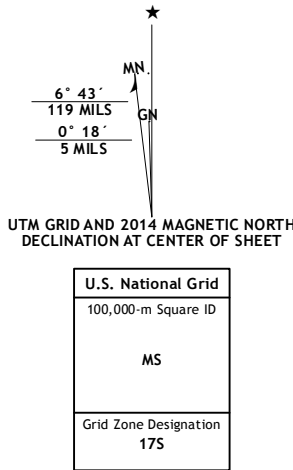 ★
MN
6° 43´
119 MILS
GN
0° 18´
5 MILS
UTM GRID AND 2014 MAGNETIC NORTH
DECLINATION AT CENTER OF SHEET
U.S. National Grid
100,000-m Square ID
MS
Grid Zone Designation
17S